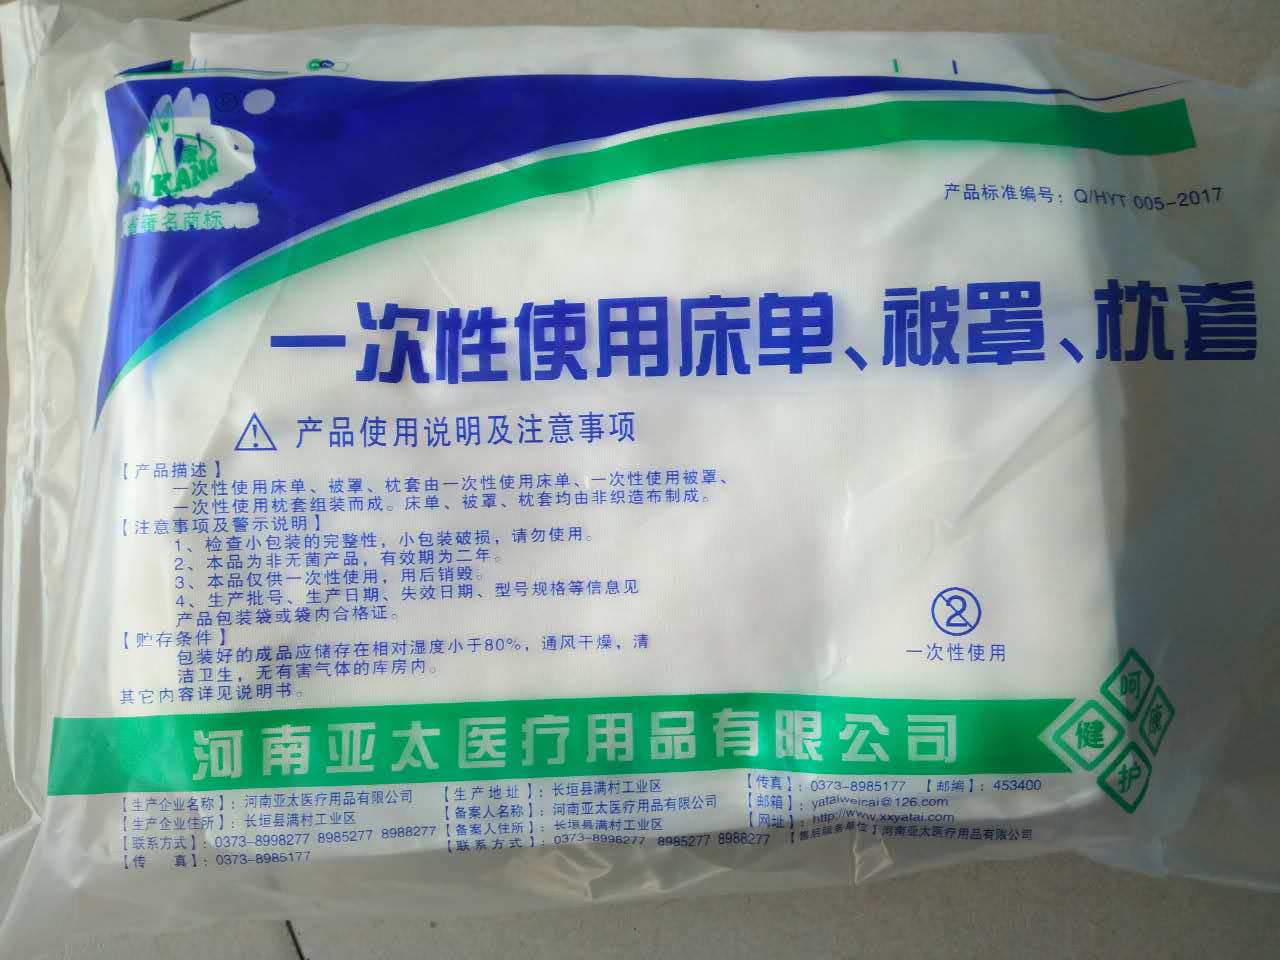 ®
KANG
省著名商标
产品标准编号：Q/HYT 005-2017
一次性使用床单、被罩、枕套
产品使用说明及注意事项
【产品描述】
一次性使用床单、被罩、枕套由一次性使用床单、一次性使用被罩、
一次性使用枕套组装而成。床单、被罩、枕套均由非织造布制成。
【注意事项及警示说明】
1、检查小包装的完整性，小包装破损，请勿使用。
2、本品为非无菌产品，有效期为二年。
3、本品仅供一次性使用，用后销毁。
4、生产批号、生产日期、失效日期、型号规格等信息见
产品包装袋或袋内合格证。
【贮存条件】
包装好的成品应储存在相对湿度小于80%，通风干燥，清
洁卫生，无有害气体的库房内。
其它内容详见说明书。
2
一次性使用
河南亚太医疗用品有限公司
呵
健康
护
【生产企业名称】：河南亚太医疗用品有限公司
【生产企业住所】：长垣县满村工业区
【联系方式】：0373-8998277 8985277 8988277
【传 真】：0373-8985177
【生产地址】：长垣县满村工业区
【备案人名称】：河南亚太医疗用品有限公司
【备案人住所】：长垣县满村工业区
【联系方式】：0373-8998277 8985277 8988277
【传真】：0373-8985177 【邮编】：453400
【邮箱】：yataiweicai@126.com
【网址】：http://www.xxyatai.com
【售后服务单位】河南亚太医疗用品有限公司